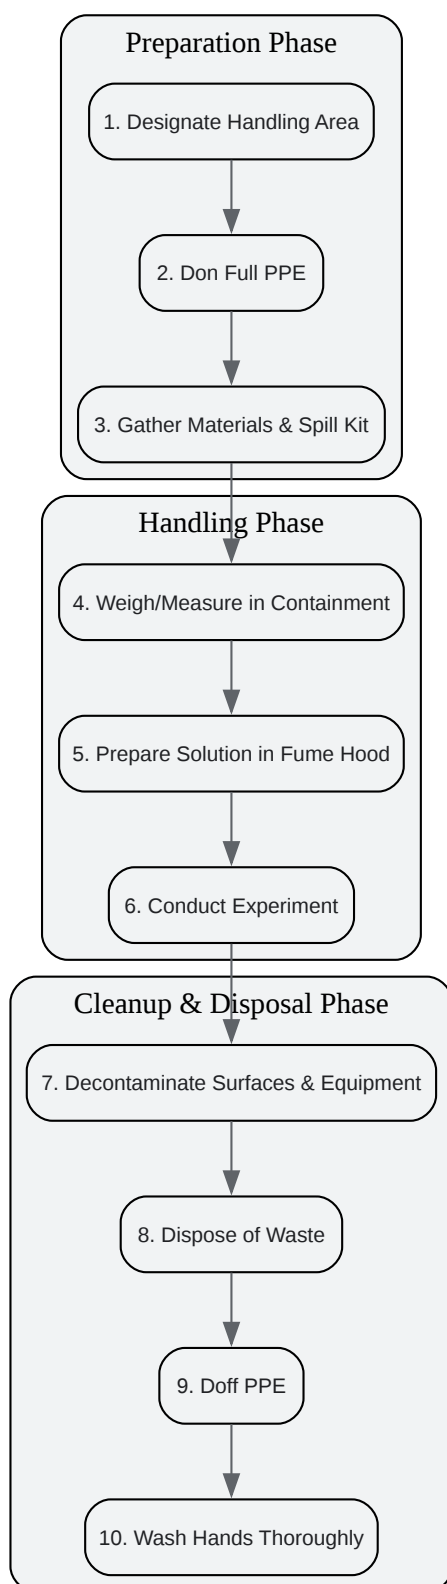 Preparation Phase
1. Designate Handling Area
2. Don Full PPE
3. Gather Materials & Spill Kit
Handling Phase
4. Weigh/Measure in Containment
5. Prepare Solution in Fume Hood
6. Conduct Experiment
Cleanup & Disposal Phase
7. Decontaminate Surfaces & Equipment
8. Dispose of Waste
9. Doff PPE
10. Wash Hands Thoroughly